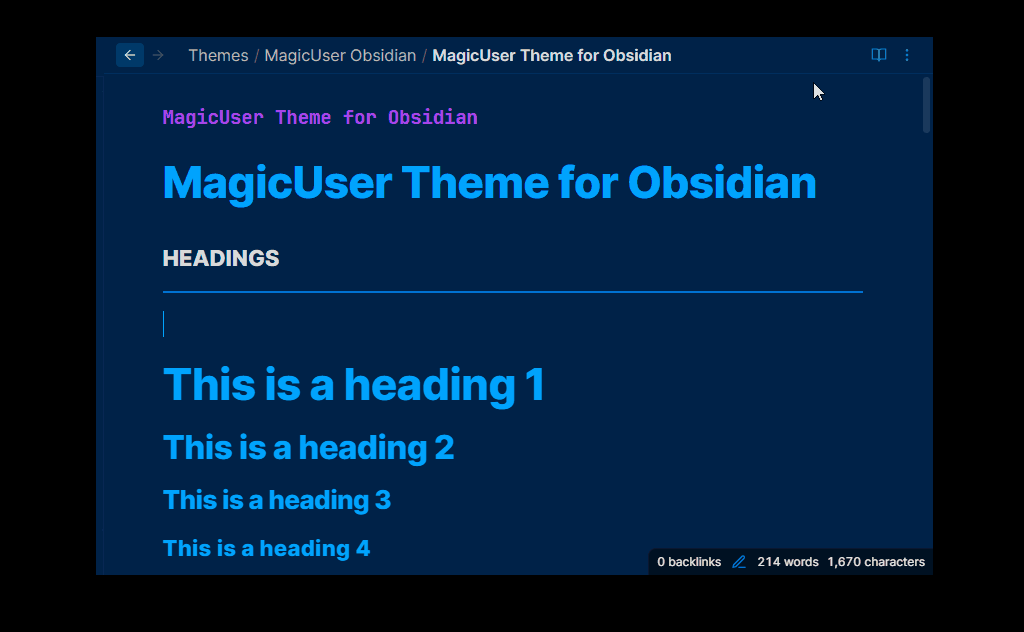 Themes / MagicUser Obsidian / MagicUser Theme for Obsidian
MagicUser Theme for Obsidian
MagicUser Theme for Obsidian
HEADINGS
This is a heading 1
This is a heading 2
This is a heading 3
This is a heading 4
0 backlinks 214 words 1,670 characters